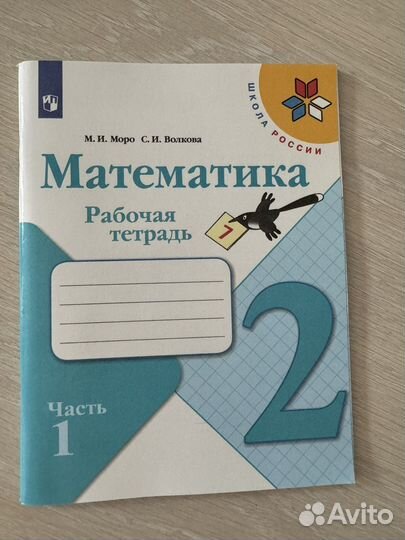 ШКОЛА РОССИИ
М. И. Моро С. И. Волкова
Математика
Рабочая
тетрадь
7
2
Часть
1
Avito